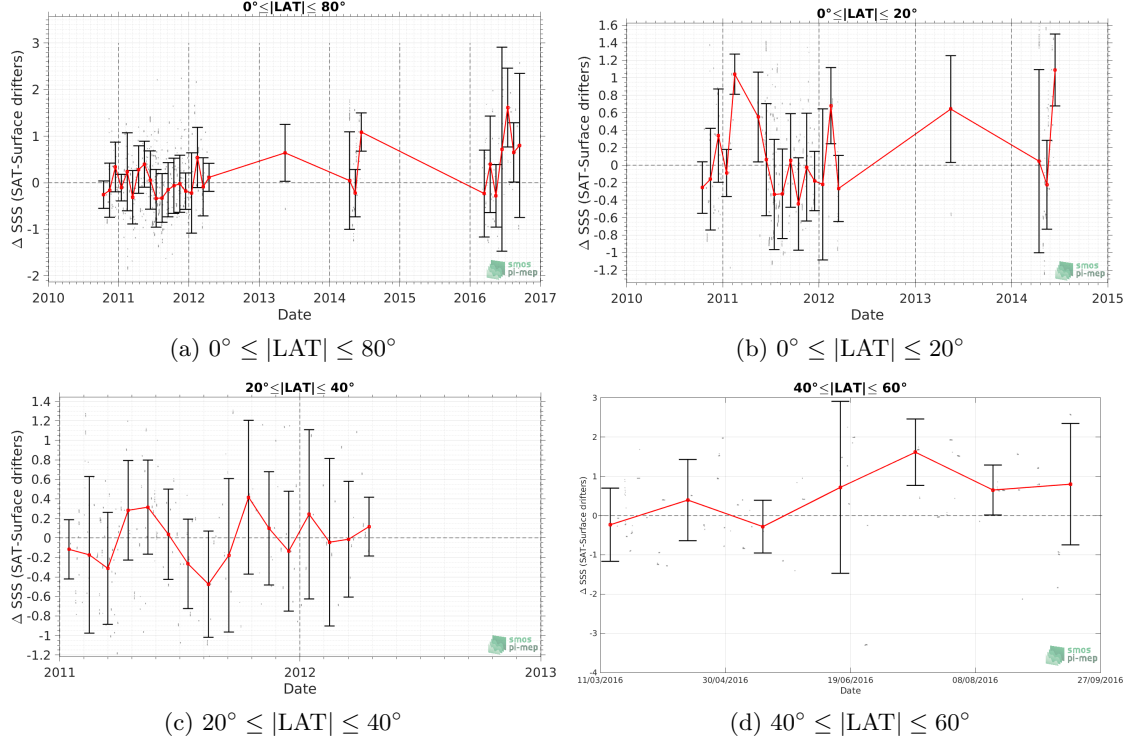 0°≤|LAT|≤ 80°
Δ SSS (SAT-Surface drifters)
3
2
1
0
-1
-2
2010 2011 2012 2013 2014 2015 2016 2017
Date
smos
pi-mep
(a) 0° ≤ |LAT| ≤ 80°
0°≤|LAT|≤ 20°
Δ SSS (SAT-Surface drifters)
1.6
1.4
1.2
1
0.8
0.6
0.4
0.2
0
-0.2
-0.4
-0.6
-0.8
-1
-1.2
2010 2011 2012 2013 2014 2015
Date
smos
pi-mep
(b) 0° ≤ |LAT| ≤ 20°
20°≤|LAT|≤ 40°
Δ SSS (SAT-Surface drifters)
1.4
1.2
1
0.8
0.6
0.4
0.2
0
-0.2
-0.4
-0.6
-0.8
-1
-1.2
2011 2012 2013
Date
smos
pi-mep
(c) 20° ≤ |LAT| ≤ 40°
40°≤|LAT|≤ 60°
Δ SSS (SAT-Surface drifters)
3
2
1
0
-1
-2
-3
-4
11/03/2016 30/04/2016 19/06/2016 08/08/2016 27/09/2016
Date
smos
pi-mep
(d) 40° ≤ |LAT| ≤ 60°